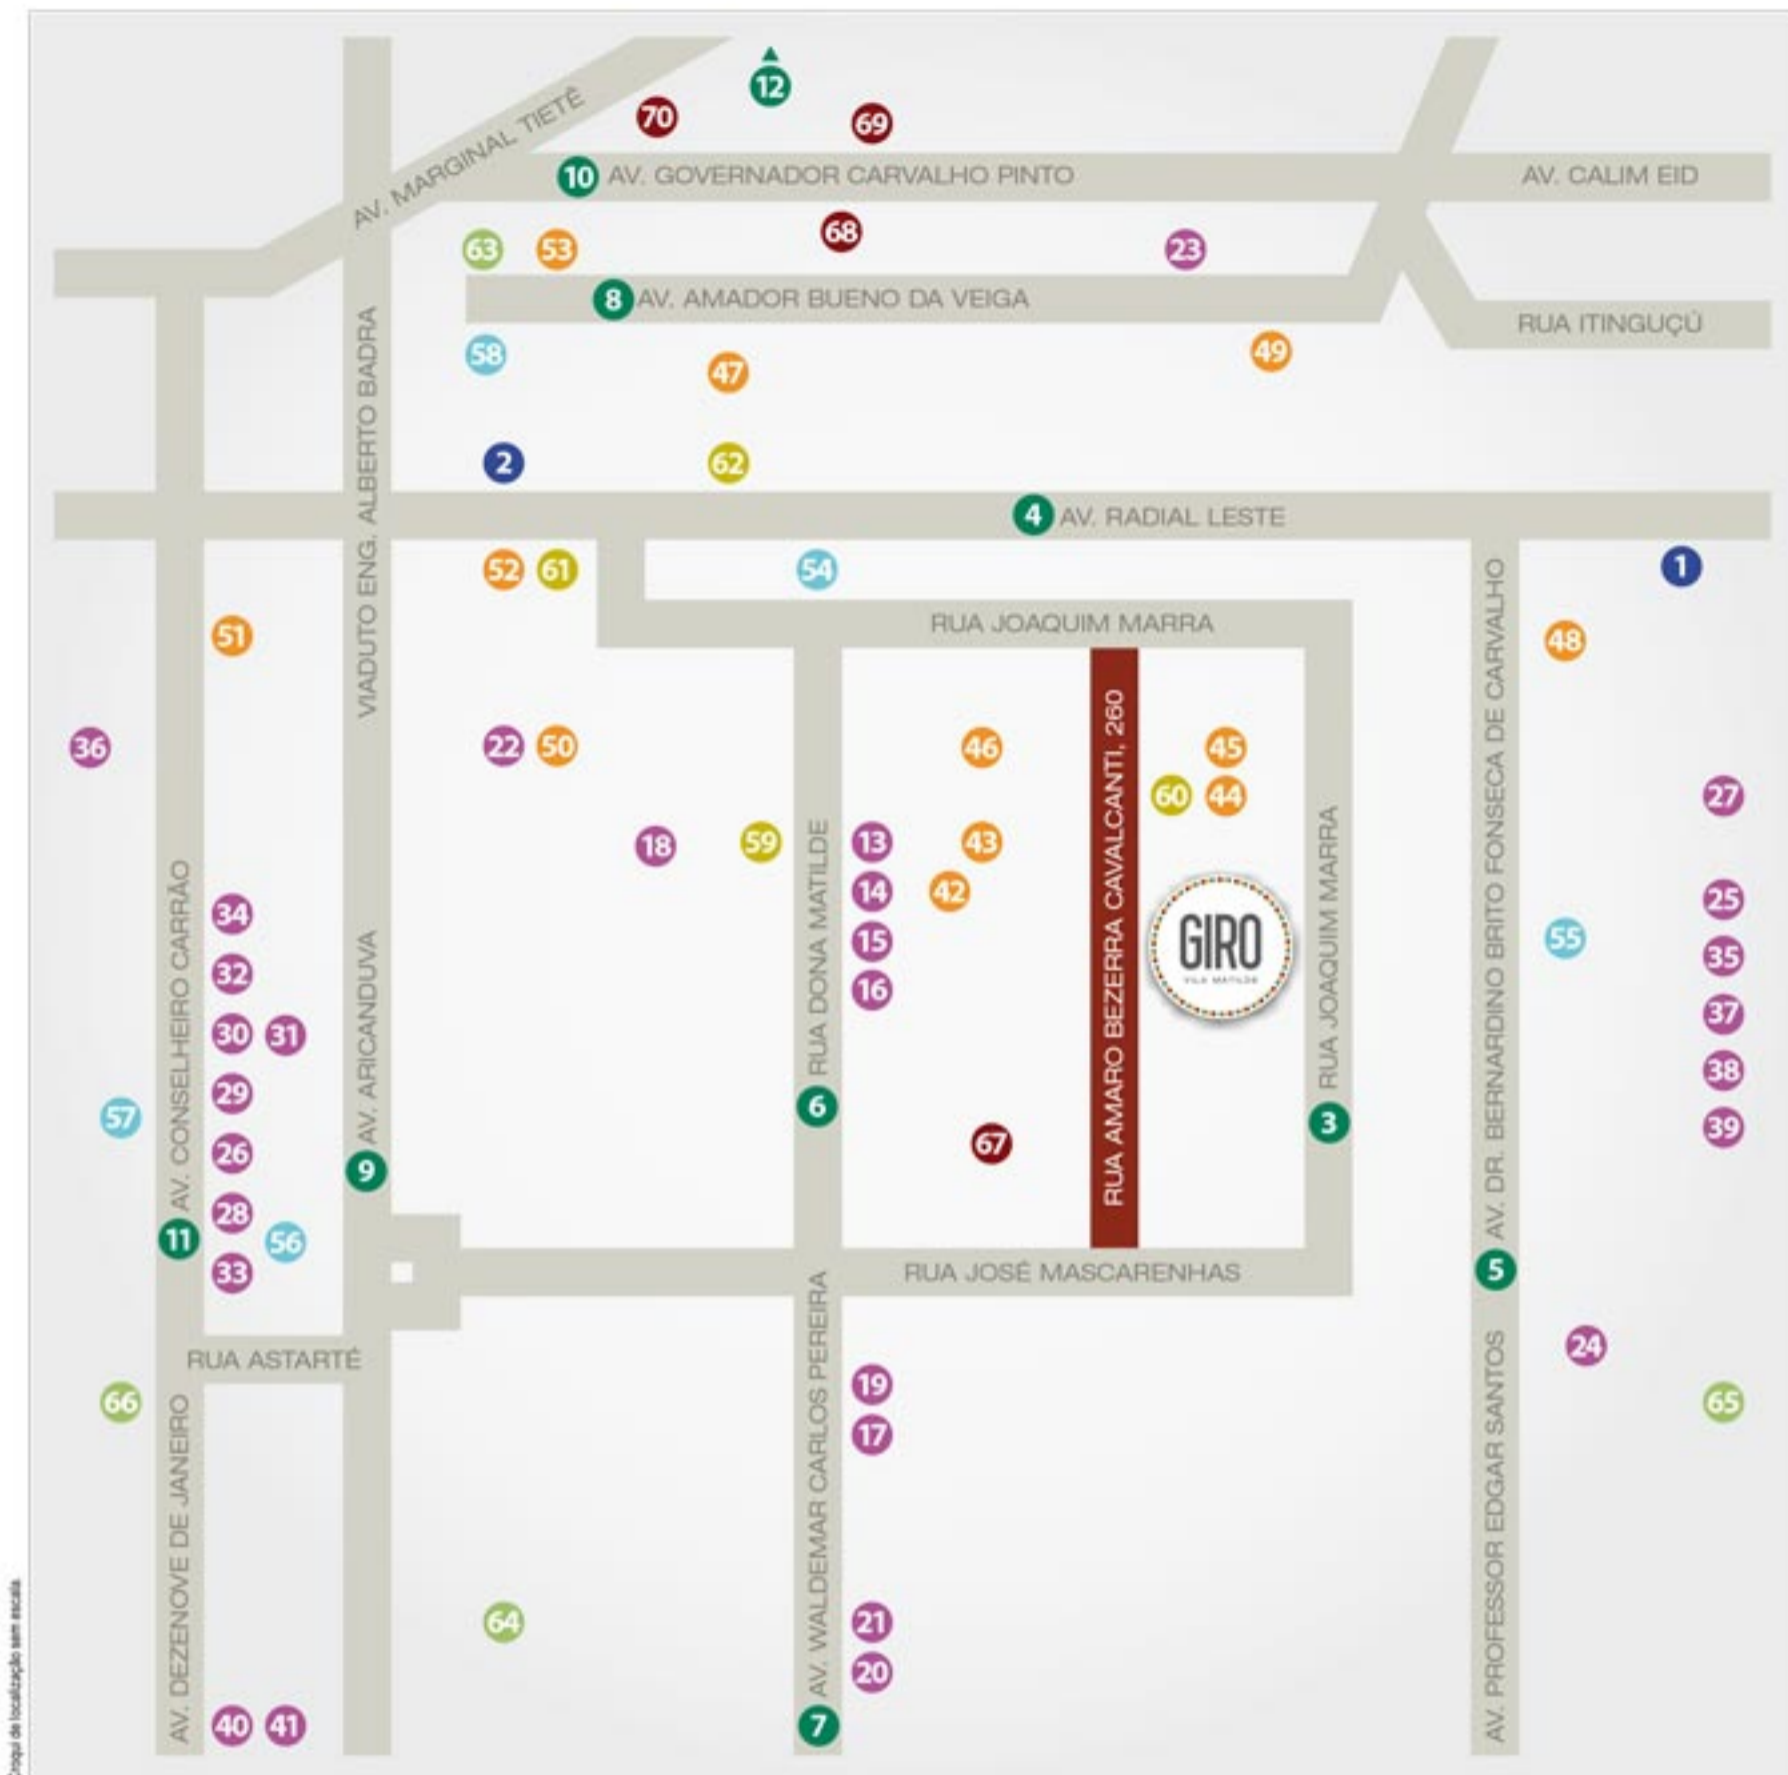 12
70
69
AV. MARGINAL TIETÊ
10 AV. GOVERNADOR CARVALHO PINTO
AV. CALIM EID
68
63 53
23
8 AV. AMADOR BUENO DA VEIGA
RUA ITINGUÇÚ
58
47
49
VIADUTO ENG. ALBERTO BADRA
2
62
4 AV. RADIAL LESTE
52 61
54
1
RUA JOAQUIM MARRA
51
48
36
22 50
46
45
60 44
27
18
59
13
43
14
42
15
16
RUA AMARO BEZERRA CAVALCANTI, 260
GIRO
VILA MATILDE
RUA JOAQUIM MARRA
3
AV. DR. BERNARDINO BRITO FONSECA DE CARVALHO
5
55
25
35
37
38
39
AV. CONSELHEIRO CARRÃO
11
34
32
30 31
29
26
28
56
33
57
AV. ARICANDUVA
9
RUA DONA MATILDE
6
67
RUA JOSÉ MASCARENHAS
RUA ASTARTÉ
66
AV. DEZENOVE DE JANEIRO
40 41
64
AV. WALDEMAR CARLOS PEREIRA
7
19
17
21
20
AV. PROFESSOR EDGAR SANTOS
24
65
Croqui de localização sem escala